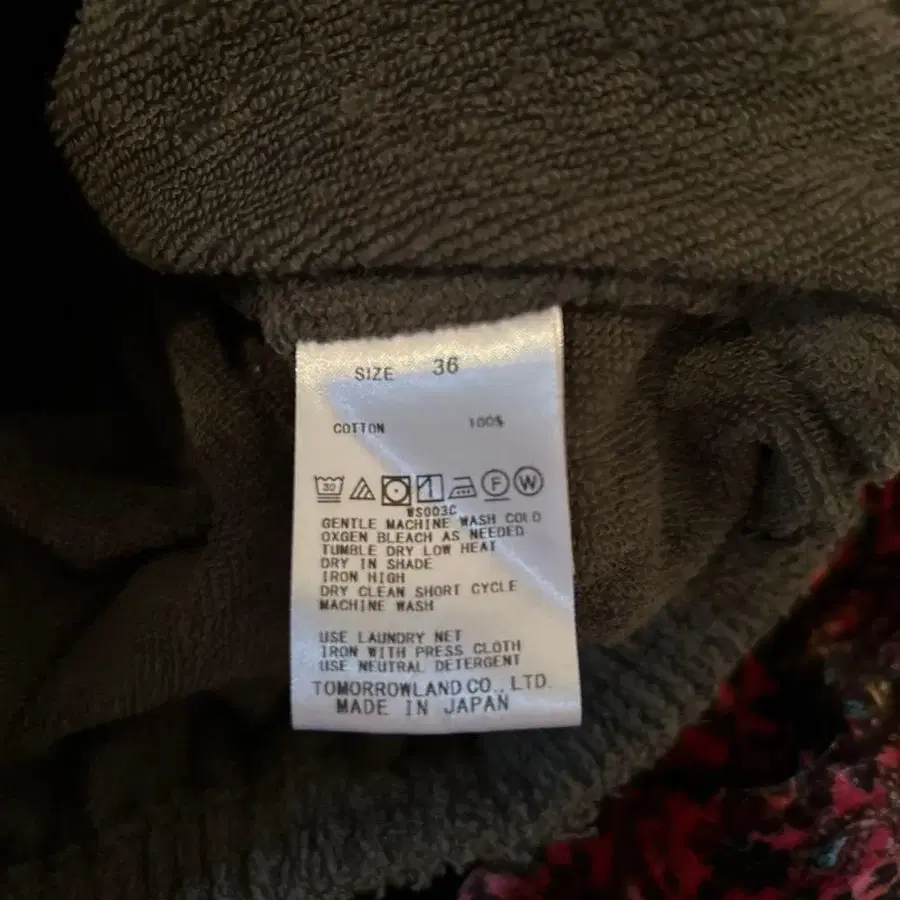 SIZE 36
COTTON 100%
30 F W
WS003C
GENTLE MACHINE WASH COLD
OXGEN BLEACH AS NEEDED
TUMBLE DRY LOW HEAT
DRY IN SHADE
IRON HIGH
DRY CLEAN SHORT CYCLE
MACHINE WASH
USE LAUNDRY NET
IRON WITH PRESS CLOTH
USE NEUTRAL DETERGENT
TOMORROWLAND CO., LTD.
MADE IN JAPAN